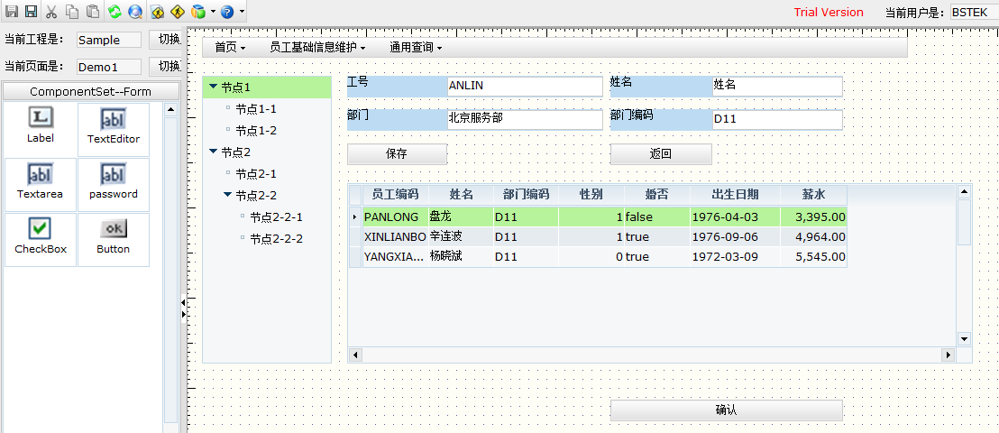 Trial Version 当前用户是: BSTEK
当前工程是: Sample 切换
当前页面是: Demo1 切换
ComponentSet--Form
Label TextEditor
Textarea password
CheckBox Button
首页 员工基础信息维护 通用查询
节点1
节点1-1
节点1-2
节点2
节点2-1
节点2-2
节点2-2-1
节点2-2-2
工号 ANLIN 姓名 姓名
部门 北京服务部 部门编码 D11
保存 返回
员工编码 姓名 部门编码 性别 婚否 出生日期 薪水
PANLONG 盘龙 D11 1 false 1976-04-03 3,395.00
XINLIANBO 辛连波 D11 1 true 1976-09-06 4,964.00
YANGXIA... 杨晓斌 D11 0 true 1972-03-09 5,545.00
确认